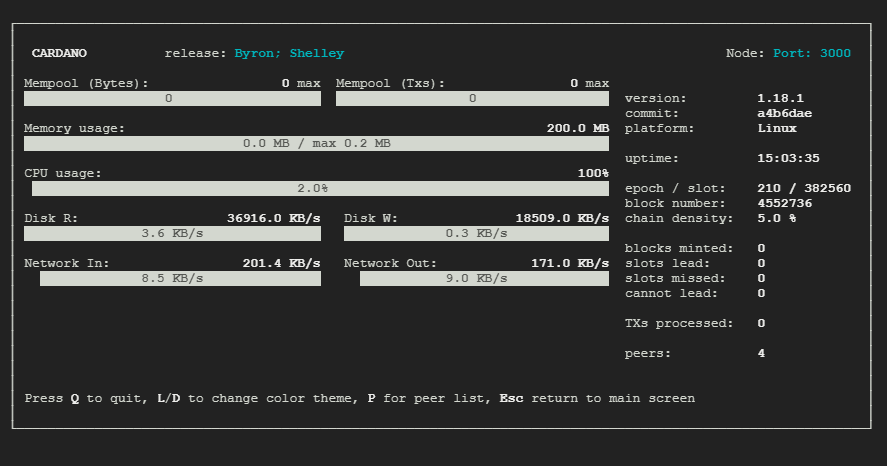 CARDANO release: Byron; Shelley Node: Port: 3000
Mempool (Bytes): 0 max Mempool (Txs): 0 max
0 0 version: 1.18.1
commit: a4b6dae
Memory usage: 200.0 MB platform: Linux
0.0 MB / max 0.2 MB
uptime: 15:03:35
CPU usage: 100%
2.0% epoch / slot: 210 / 382560
block number: 4552736
Disk R: 36916.0 KB/s Disk W: 18509.0 KB/s chain density: 5.0 %
3.6 KB/s 0.3 KB/s
blocks minted: 0
Network In: 201.4 KB/s Network Out: 171.0 KB/s slots lead: 0
8.5 KB/s 9.0 KB/s slots missed: 0
cannot lead: 0
TXs processed: 0
peers: 4
Press Q to quit, L/D to change color theme, P for peer list, Esc return to main screen